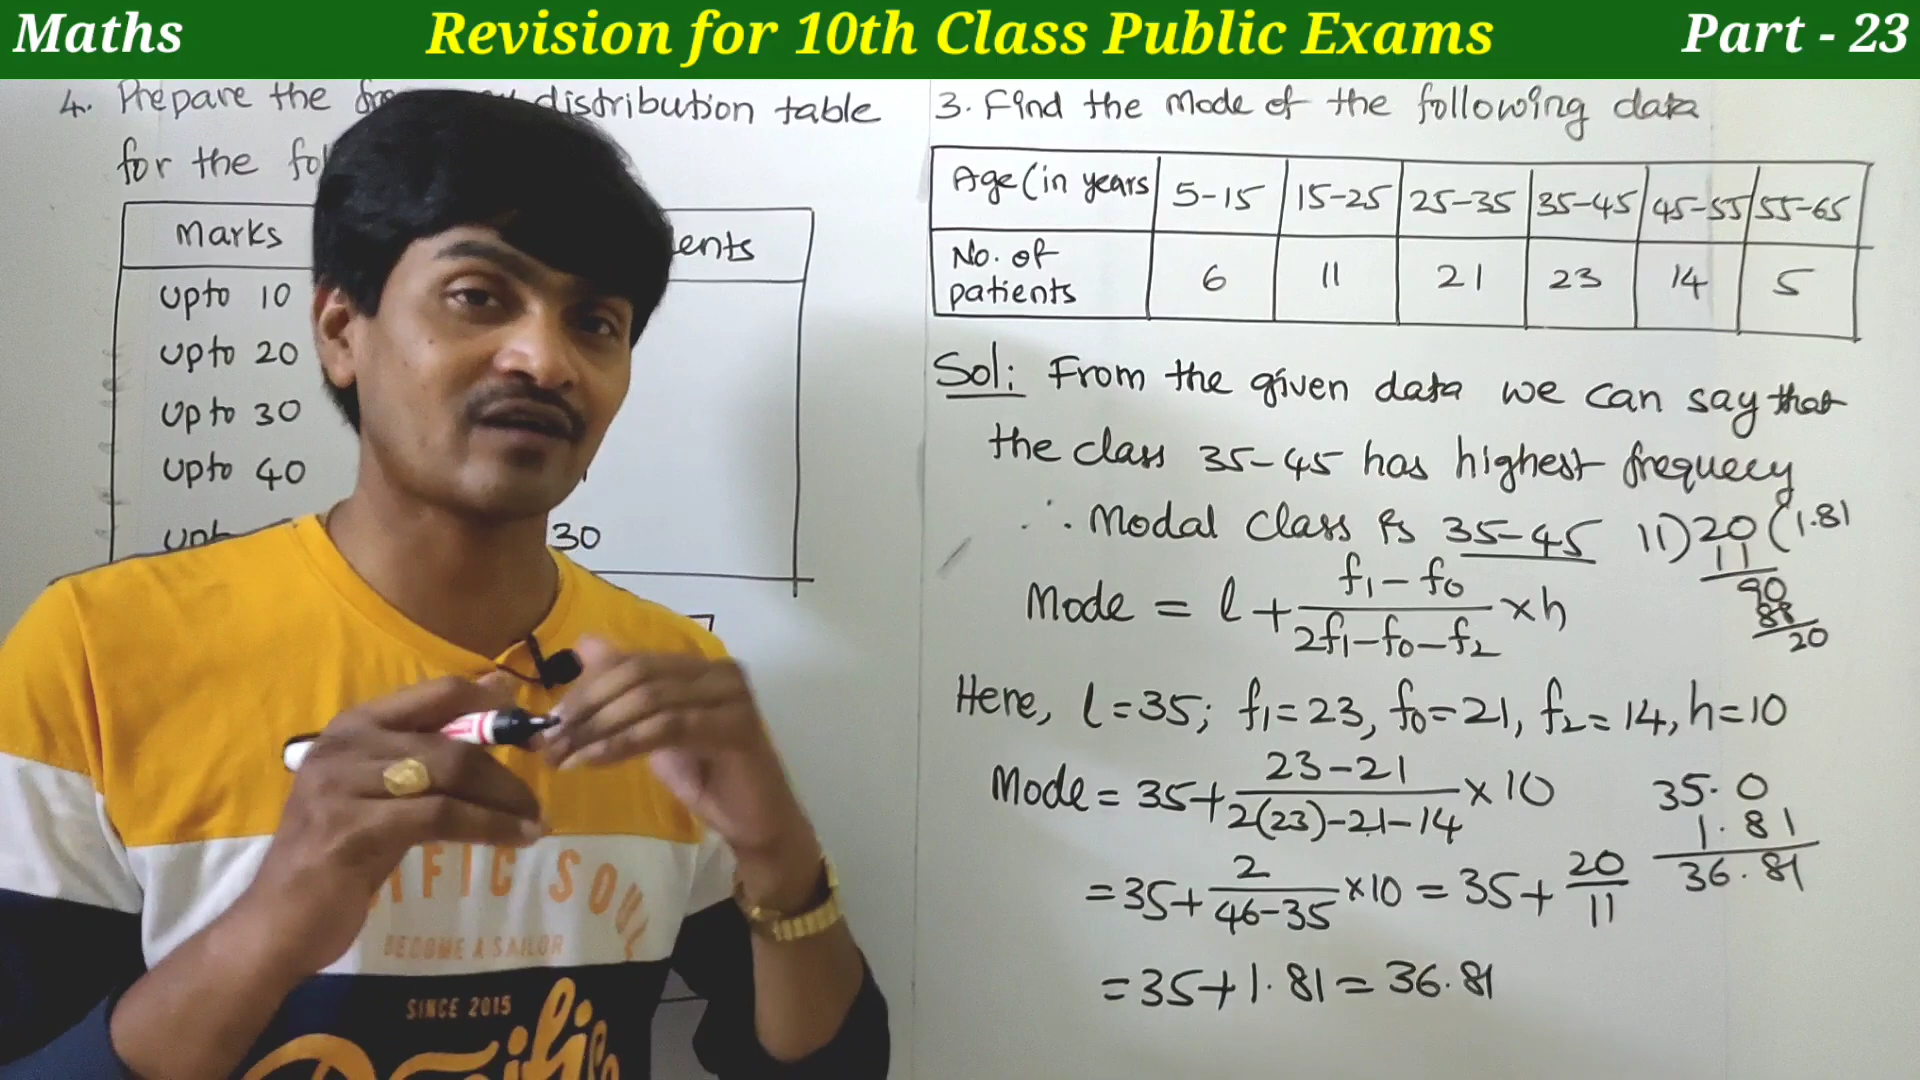 Maths Revision for 10th Class Public Exams Part - 23
4. Prepare the distribution table
for the
Marks
upto 10
upto 20
upto 30
upto 40
30
3. Find the mode of the following data
Age (in years 5-15 15-25 25-35 35-45 45-55 55-65
No. of patients 6 11 21 23 14 5
Sol: From the given data we can say that
the class 35-45 has highest frequecy
∴ Modal Class is 35-45
11)20(1.81
11
90
88
20
Mode = l + (f₁ - f₀)/(2f₁-f₀-f₂) × h
Here, l = 35; f₁ = 23, f₀ = 21, f₂ = 14, h = 10
Mode = 35 + (23-21)/(2(23)-21-14) × 10
35.0
1.81
36.81
= 35 + 2/(46-35) × 10 = 35 + 20/11
= 35 + 1.81 = 36.81
PACIFIC SOUL
BECOME A SAILOR
SINCE 2015